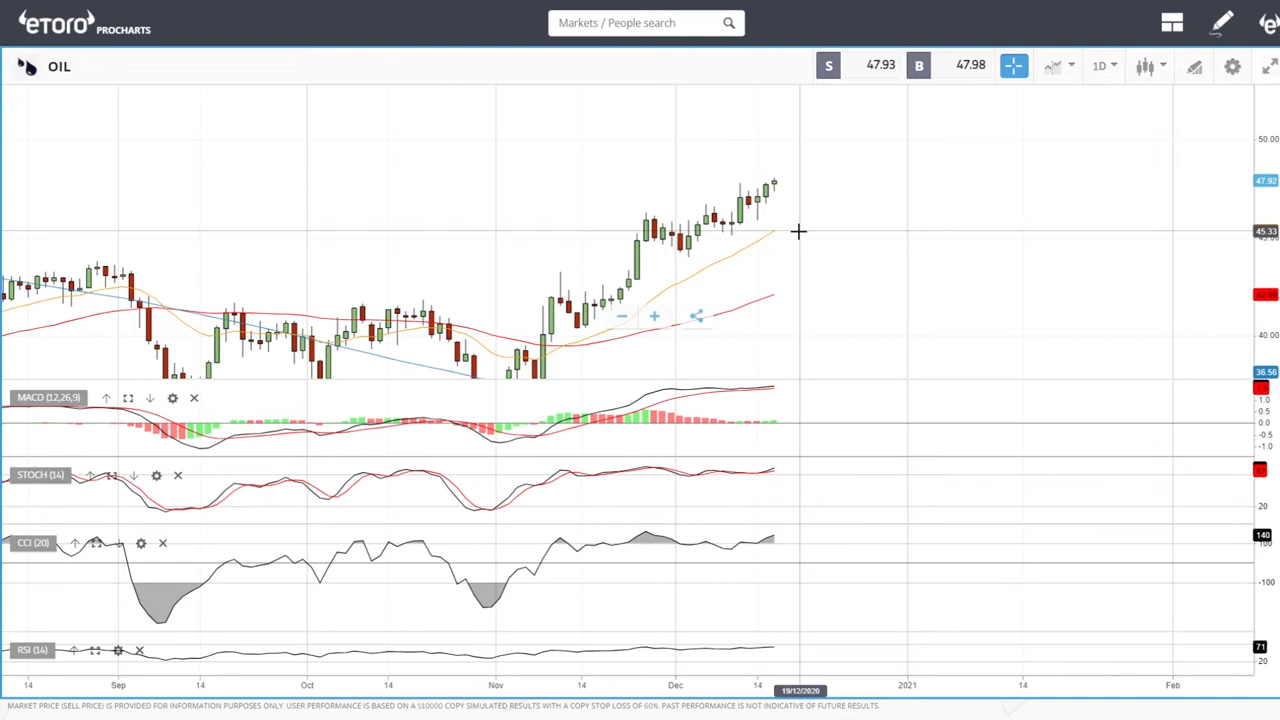 eTORO PROCHARTS
Markets / People search
OIL
S 47.93 B 47.98
1D
50.00
47.92
45.33
40.00
36.56
MACD (12,26,9)
1.0
0.5
0.0
-0.5
-1.0
STOCH (14)
20
CCI (20)
140
100
-100
RSI (14)
71
20
14 Sep 14 Oct 14 Nov 14 Dec 14 2021 14 Feb
19/12/2020
MARKET PRICE (SELL PRICE) IS PROVIDED FOR INFORMATION PURPOSES ONLY. USER PERFORMANCE IS BASED ON A $10000 COPY SIMULATED RESULTS WITH A COPY STOP LOSS OF 60%. PAST PERFORMANCE IS NOT INDICATIVE OF FUTURE RESULTS.